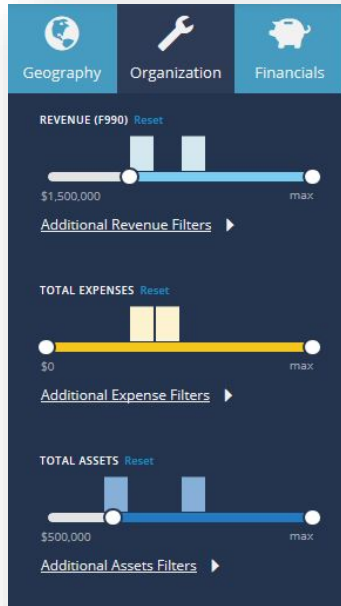 Geography Organization Financials
REVENUE (F990) Reset
$1,500,000 max
Additional Revenue Filters
TOTAL EXPENSES Reset
$0 max
Additional Expense Filters
TOTAL ASSETS Reset
$500,000 max
Additional Assets Filters